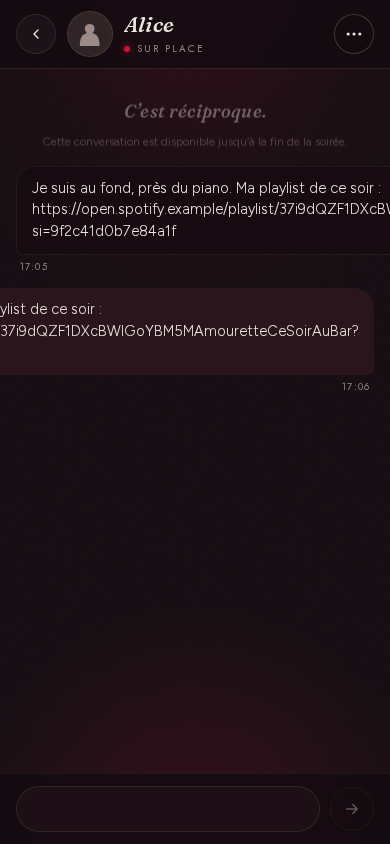 Alice
SUR PLACE
C'est réciproque.
Cette conversation est disponible jusqu'à la fin de la soirée.
Je suis au fond, près du piano. Ma playlist de ce soir :
https://open.spotify.example/playlist/37i9dQZF1DXcBW
si=9f2c41d0b7e84a1f
17:05
ylist de ce soir :
37i9dQZF1DXcBWIGoYBM5MAmouretteCeSoirAuBar?
17:06